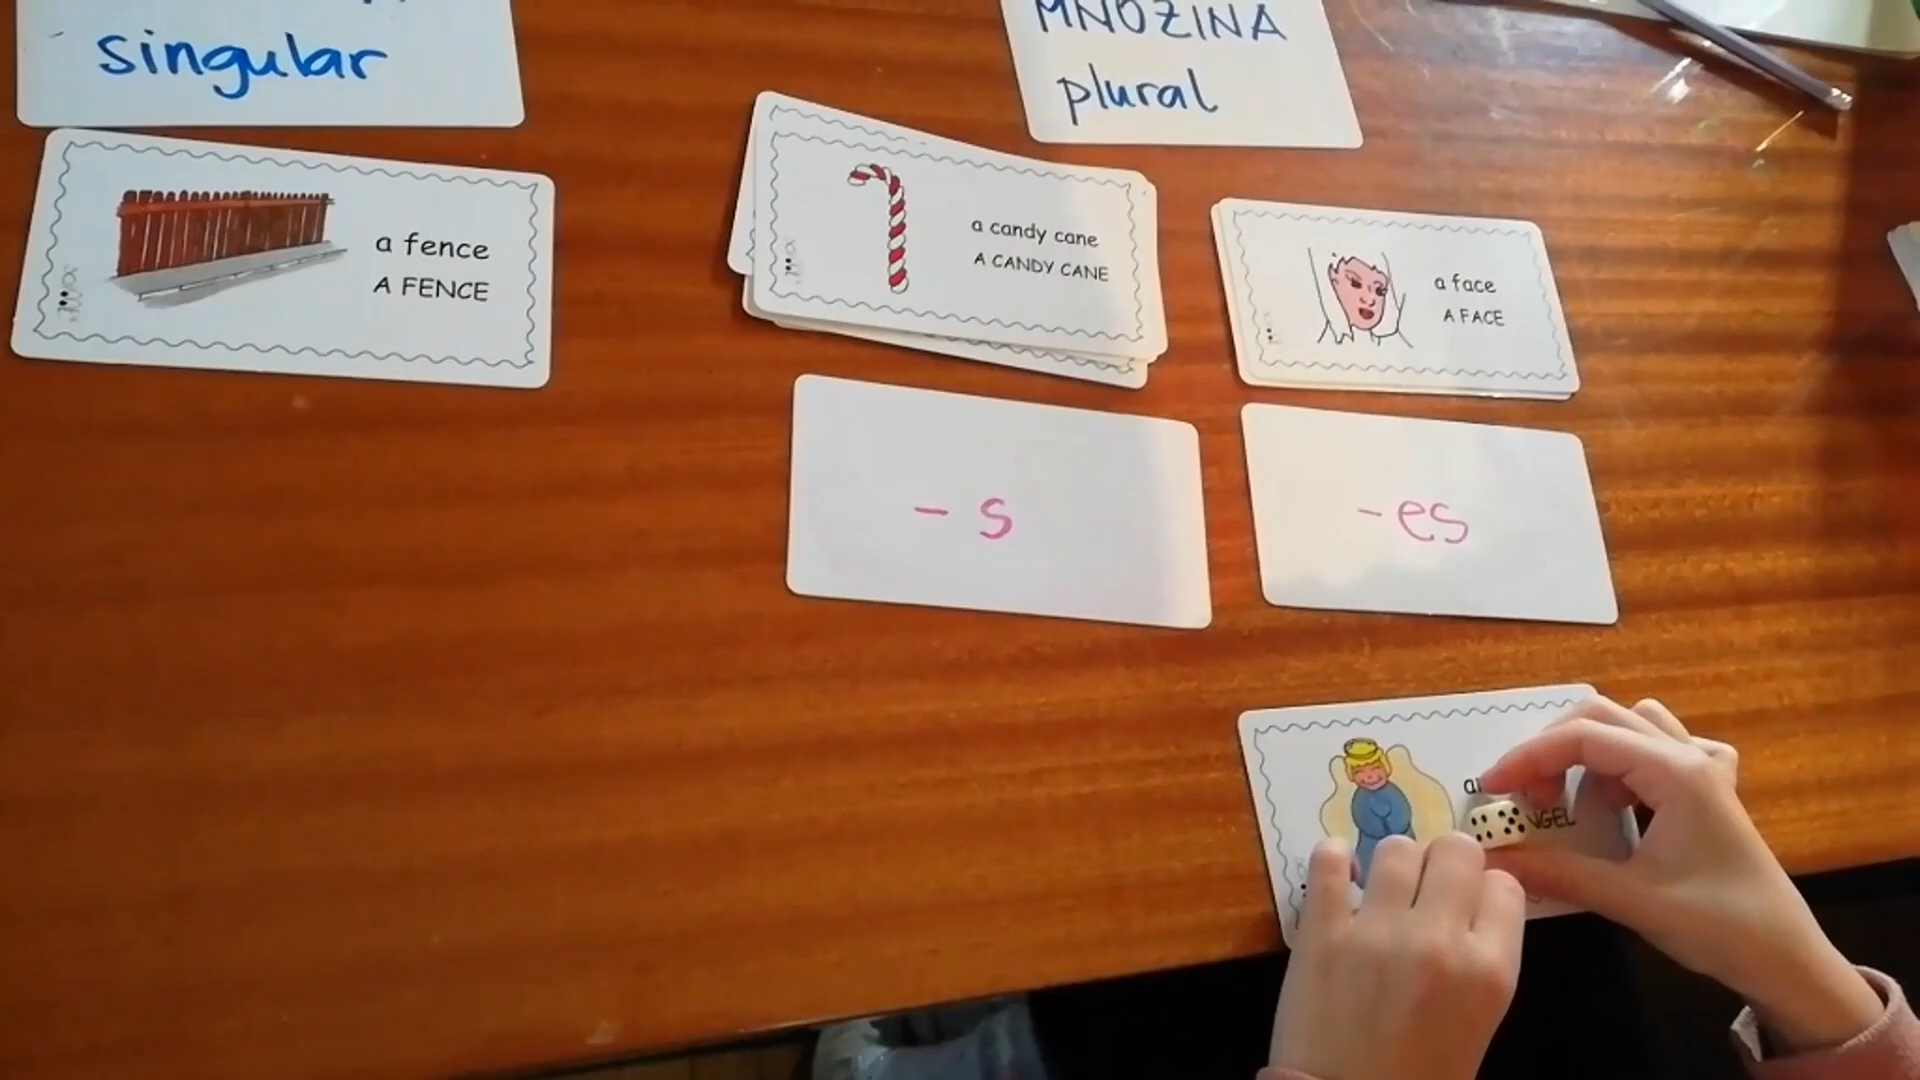 singular
MNOŽINA
plural
a fence
A FENCE
a candy cane
A CANDY CANE
a face
A FACE
- s
- es